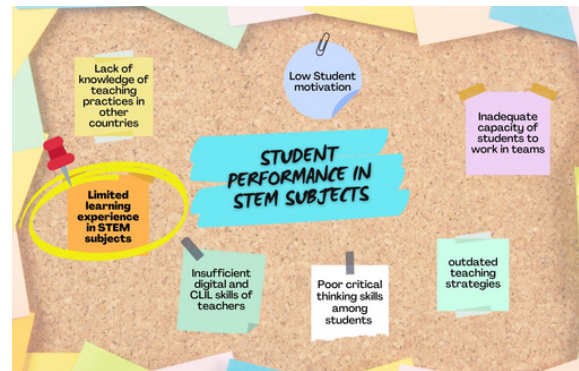 Lack of
knowledge of
teaching
practices in
other
countries
Low Student
motivation
Inadequate
capacity of
students to
work in teams
STUDENT
PERFORMANCE IN
STEM SUBJECTS
Limited
learning
experience
in STEM
subjects
Insufficient
digital and
CLIL skills of
teachers
Poor critical
thinking skills
among
students
outdated
teaching
strategies